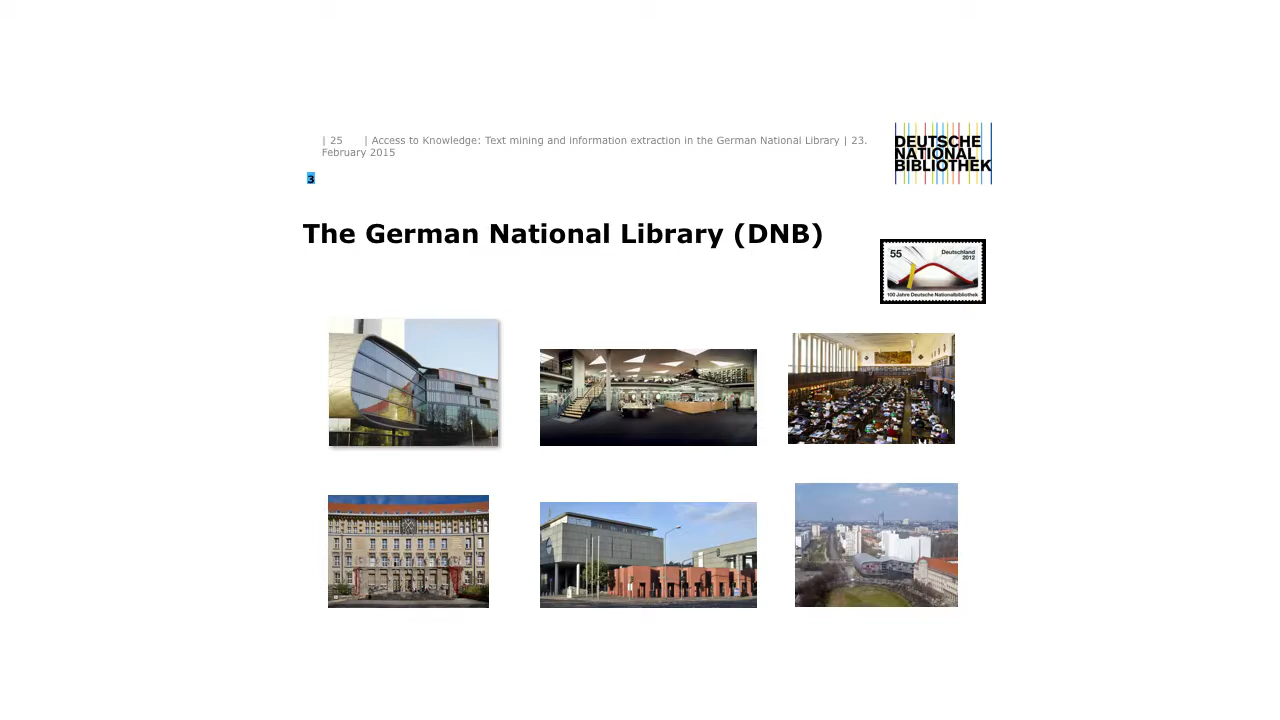 | 25 | Access to Knowledge: Text mining and information extraction in the German National Library | 23.
February 2015
DEUTSCHE
NATIONAL
BIBLIOTHEK
3
The German National Library (DNB)
55
Deutschland
2012
100 Jahre Deutsche Nationalbibliothek